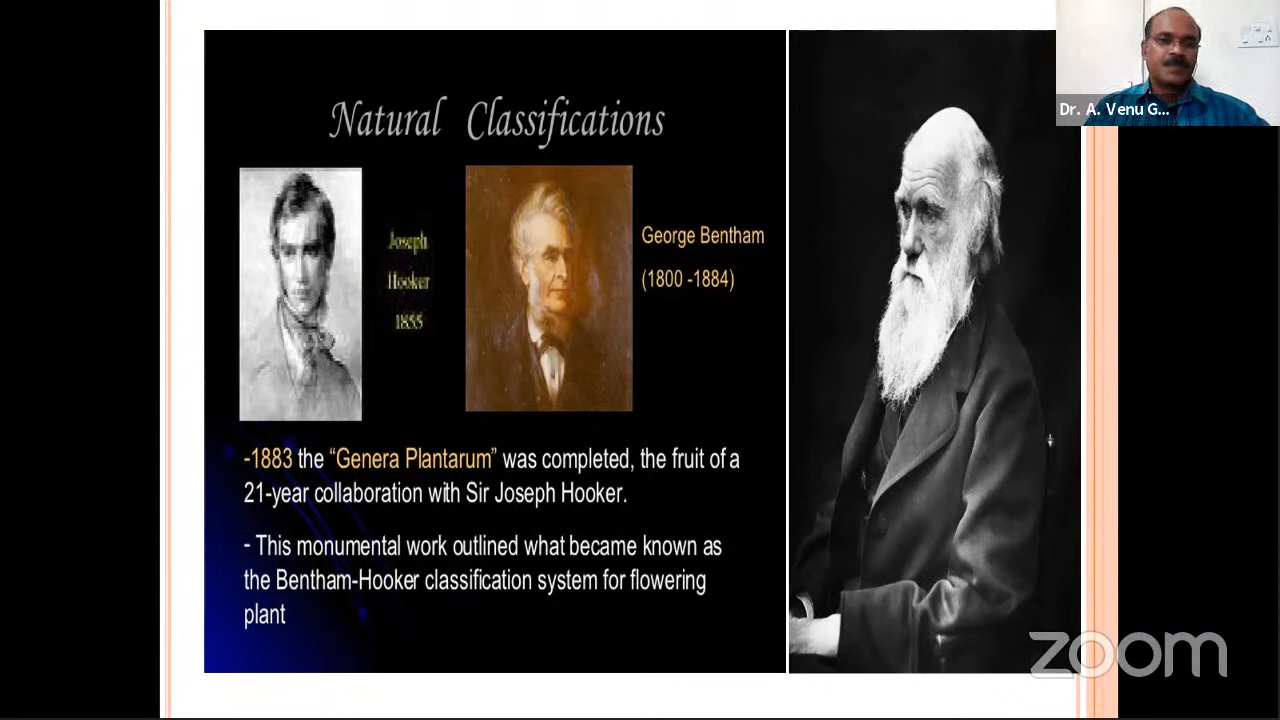 Natural Classifications
Joseph
Hooker
1855
George Bentham
(1800 -1884)
-1883 the “Genera Plantarum” was completed, the fruit of a
21-year collaboration with Sir Joseph Hooker.
- This monumental work outlined what became known as
the Bentham-Hooker classification system for flowering
plant
Dr. A. Venu G...
zoom